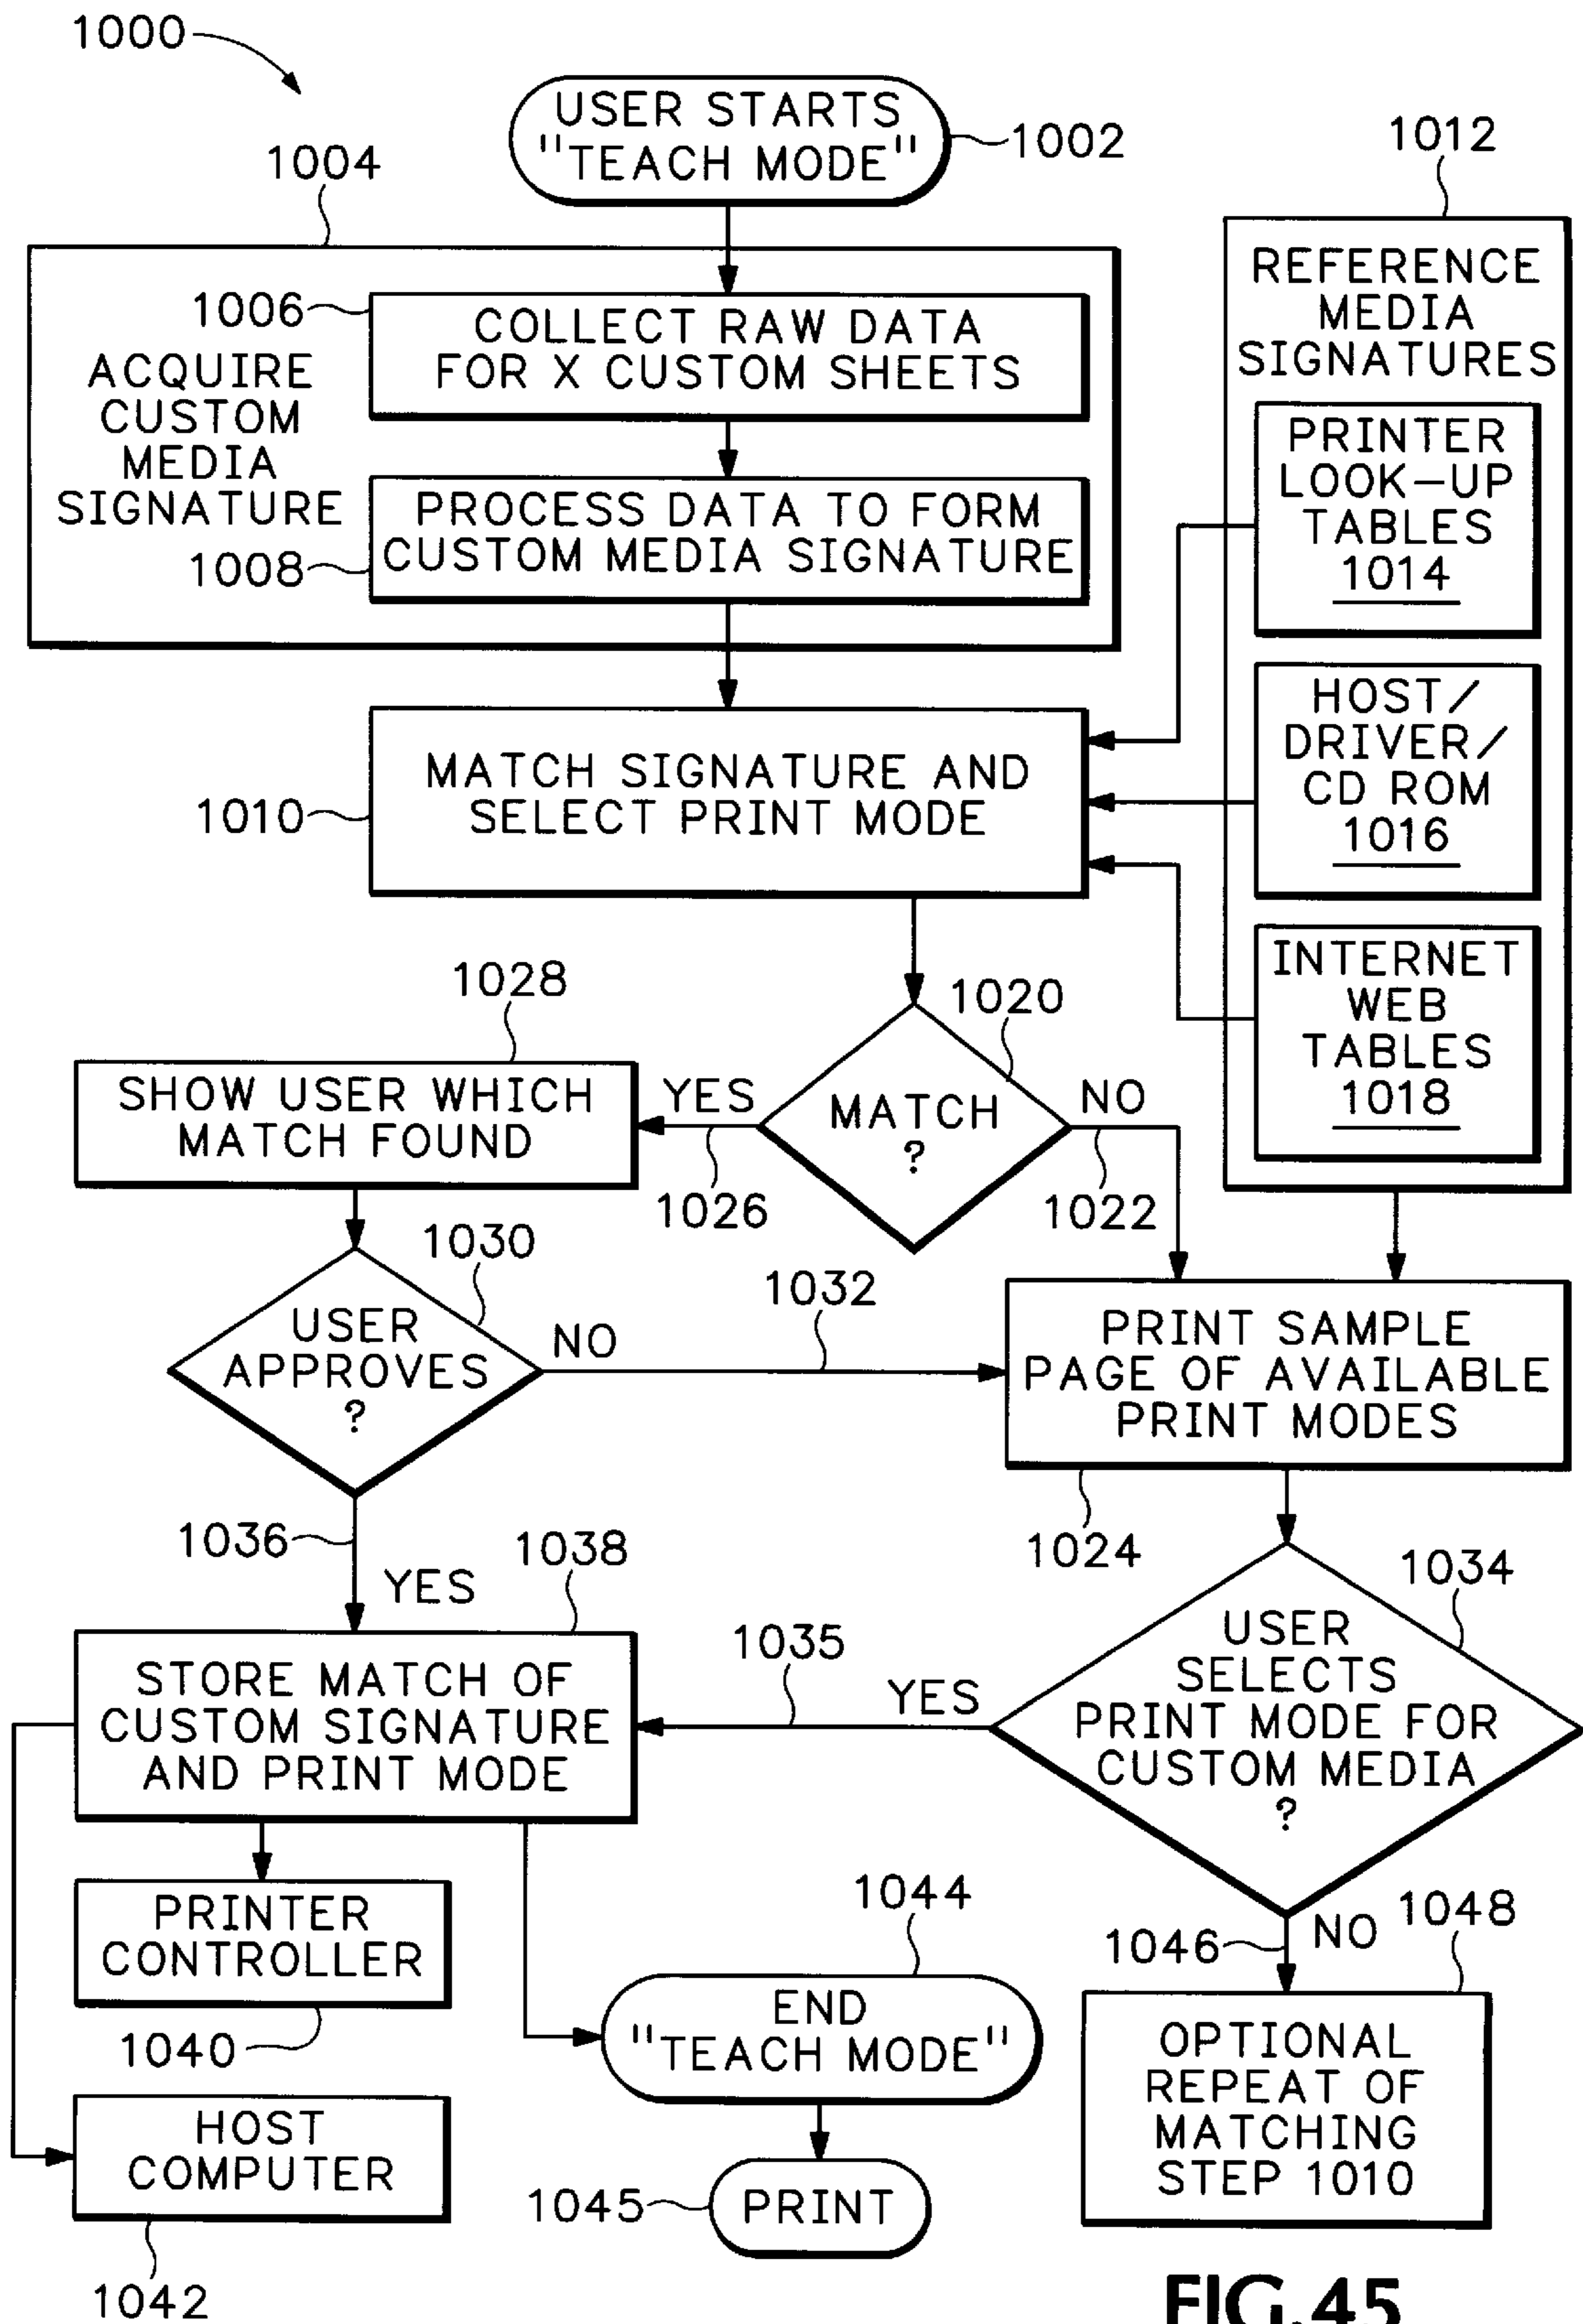 1000
USER STARTS
"TEACH MODE"
1002
1004
1012
1006
COLLECT RAW DATA
FOR X CUSTOM SHEETS
ACQUIRE
CUSTOM
MEDIA
SIGNATURE
PROCESS DATA TO FORM
CUSTOM MEDIA SIGNATURE
1008
REFERENCE
MEDIA
SIGNATURES
PRINTER
LOOK-UP
TABLES
1014
HOST/
DRIVER/
CD ROM
1016
INTERNET
WEB
TABLES
1018
MATCH SIGNATURE AND
SELECT PRINT MODE
1010
1028
1020
SHOW USER WHICH
MATCH FOUND
YES
MATCH
?
NO
1026
1022
1030
1032
USER
APPROVES
?
NO
PRINT SAMPLE
PAGE OF AVAILABLE
PRINT MODES
1024
1036
YES
1038
1034
1035
STORE MATCH OF
CUSTOM SIGNATURE
AND PRINT MODE
YES
USER
SELECTS
PRINT MODE FOR
CUSTOM MEDIA
?
PRINTER
CONTROLLER
1040
1044
END
"TEACH MODE"
1046
NO
1048
OPTIONAL
REPEAT OF
MATCHING
STEP 1010
HOST
COMPUTER
1042
1045
PRINT
FIG.45